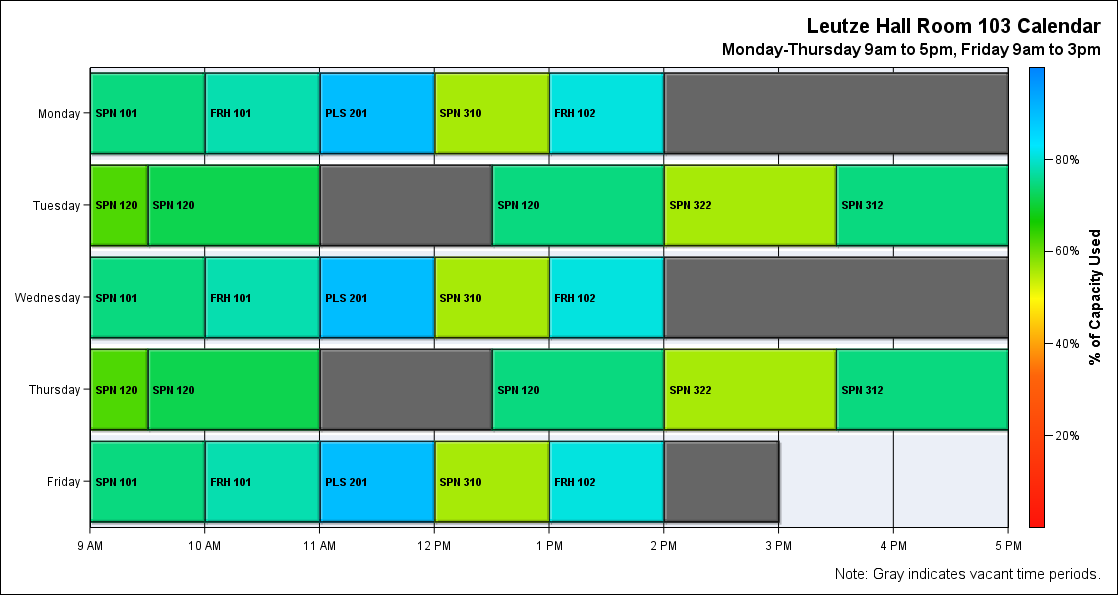 Leutze Hall Room 103 Calendar
Monday-Thursday 9am to 5pm, Friday 9am to 3pm
Monday
SPN 101
FRH 101
PLS 201
SPN 310
FRH 102
Tuesday
SPN 120
SPN 120
SPN 120
SPN 322
SPN 312
Wednesday
SPN 101
FRH 101
PLS 201
SPN 310
FRH 102
Thursday
SPN 120
SPN 120
SPN 120
SPN 322
SPN 312
Friday
SPN 101
FRH 101
PLS 201
SPN 310
FRH 102
9 AM
10 AM
11 AM
12 PM
1 PM
2 PM
3 PM
4 PM
5 PM
80%
60%
40%
20%
% of Capacity Used
Note: Gray indicates vacant time periods.